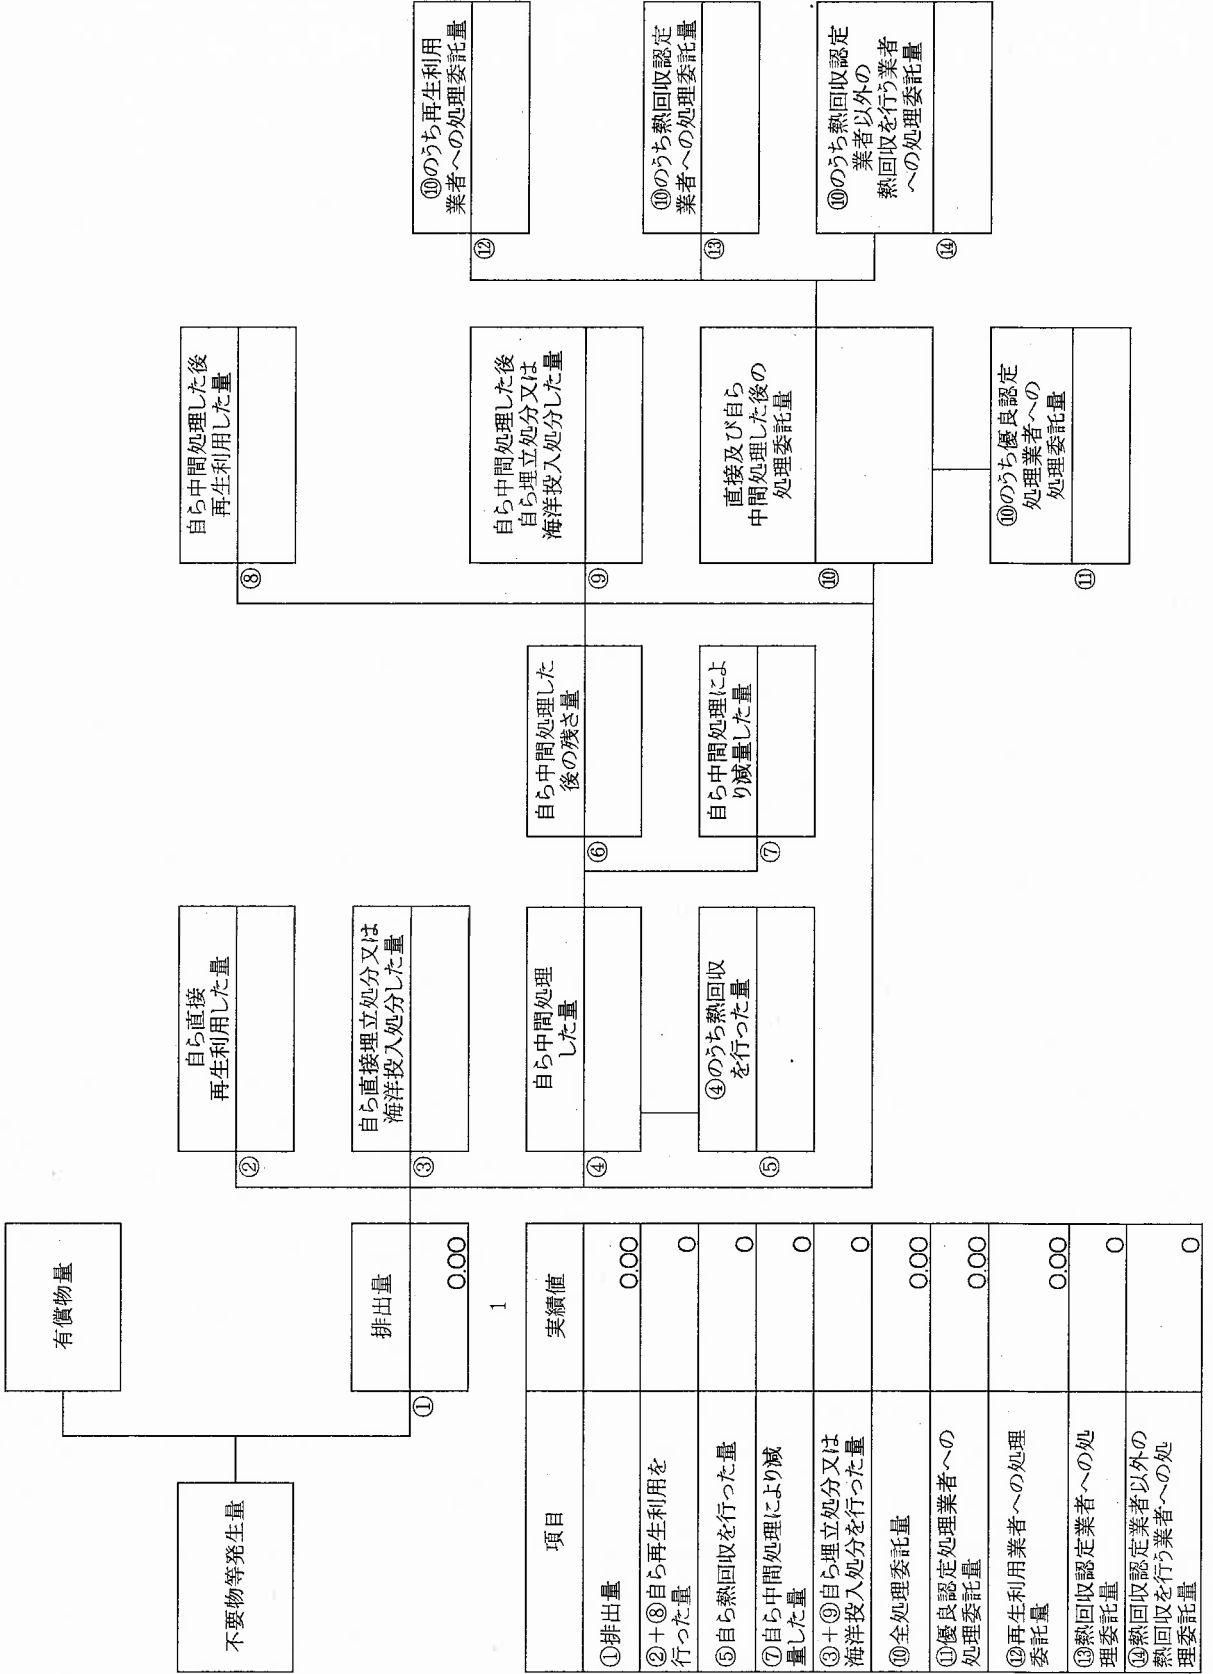 不要物等発生量
有償物量
排出量
①
0.00
自ら直接
再生利用した量
②
自ら直接埋立処分又は
海洋投入処分した量
③
自ら中間処理
した量
④
④のうち熱回収
を行った量
⑤
自ら中間処理した
後の残さ量
⑥
自ら中間処理によ
り減量した量
⑦
自ら中間処理した後
再生利用した量
⑧
自ら中間処理した後
自ら埋立処分又は
海洋投入処分した量
⑨
直接及び自ら
中間処理した後の
処理委託量
⑩
⑩のうち優良認定
処理業者への
処理委託量
⑪
⑩のうち再生利用
業者への処理委託量
⑫
⑩のうち熱回収認定
業者への処理委託量
⑬
⑩のうち熱回収認定
業者以外の
熱回収を行う業者
への処理委託量
⑭
1
項目
実績値
①排出量
0.00
②+⑧自ら再生利用を
行った量
0
⑤自ら熱回収を行った量
0
⑦自ら中間処理により減
量した量
0
③+⑨自ら埋立処分又は
海洋投入処分を行った量
0
⑩全処理委託量
0.00
⑪優良認定処理業者への
処理委託量
0.00
⑫再生利用業者への処理
委託量
0.00
⑬熱回収認定業者への処
理委託量
0
⑭熱回収認定業者以外の
熱回収を行う業者への処
理委託量
0